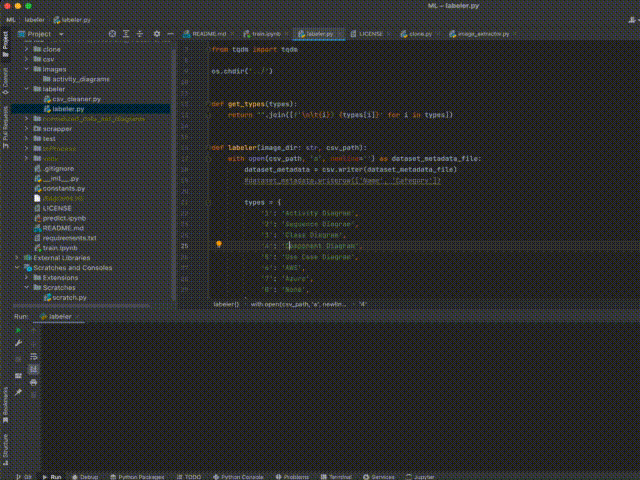 ML – labeler.py
ML labeler labeler.py
Project
README.md train.ipynb labeler.py LICENSE clone.py image_extractor.py
clone
csv
images
activity_diagrams
labeler
csv_cleaner.py
labeler.py
scrapper
test
.gitignore
__init__.py
constants.py
LICENSE
predict.ipynb
README.md
requirements.txt
train.ipynb
External Libraries
Scratches and Consoles
Extensions
Scratches
scratch.py
from tqdm import tqdm
os.chdir('../')
def get_types(types):
return "".join([f'\n\t{i}) {types[i]}' for i in types])
def labeler(image_dir: str, csv_path):
with open(csv_path, 'a', newline='') as dataset_metadata_file:
dataset_metadata = csv.writer(dataset_metadata_file)
#dataset_metadata.writerow(['Name', 'Category'])
types = {
'1': 'Activity Diagram',
'2': 'Sequence Diagram',
'3': 'Class Diagram',
'4': 'Component Diagram',
'5': 'Use Case Diagram',
'6': 'AWS',
'7': 'Azure',
'0': 'None',
labeler() with open(csv_path, 'a', newlin... '4'
Run: labeler
Project
Commit
Pull Requests
Bookmarks
Structure
Git Run Debug Python Packages TODO Python Console Problems Terminal Services Jupyter